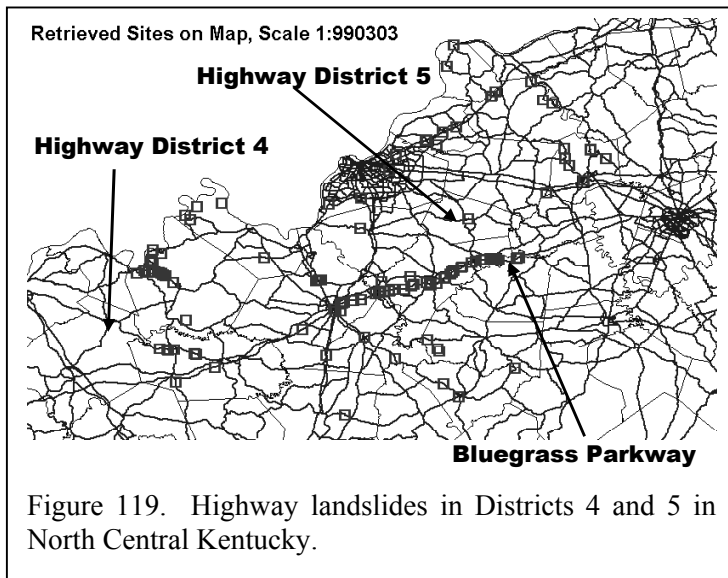 Retrieved Sites on Map, Scale 1:990303
Highway District 5
Highway District 4
Bluegrass Parkway
Figure 119. Highway landslides in Districts 4 and 5 in
North Central Kentucky.